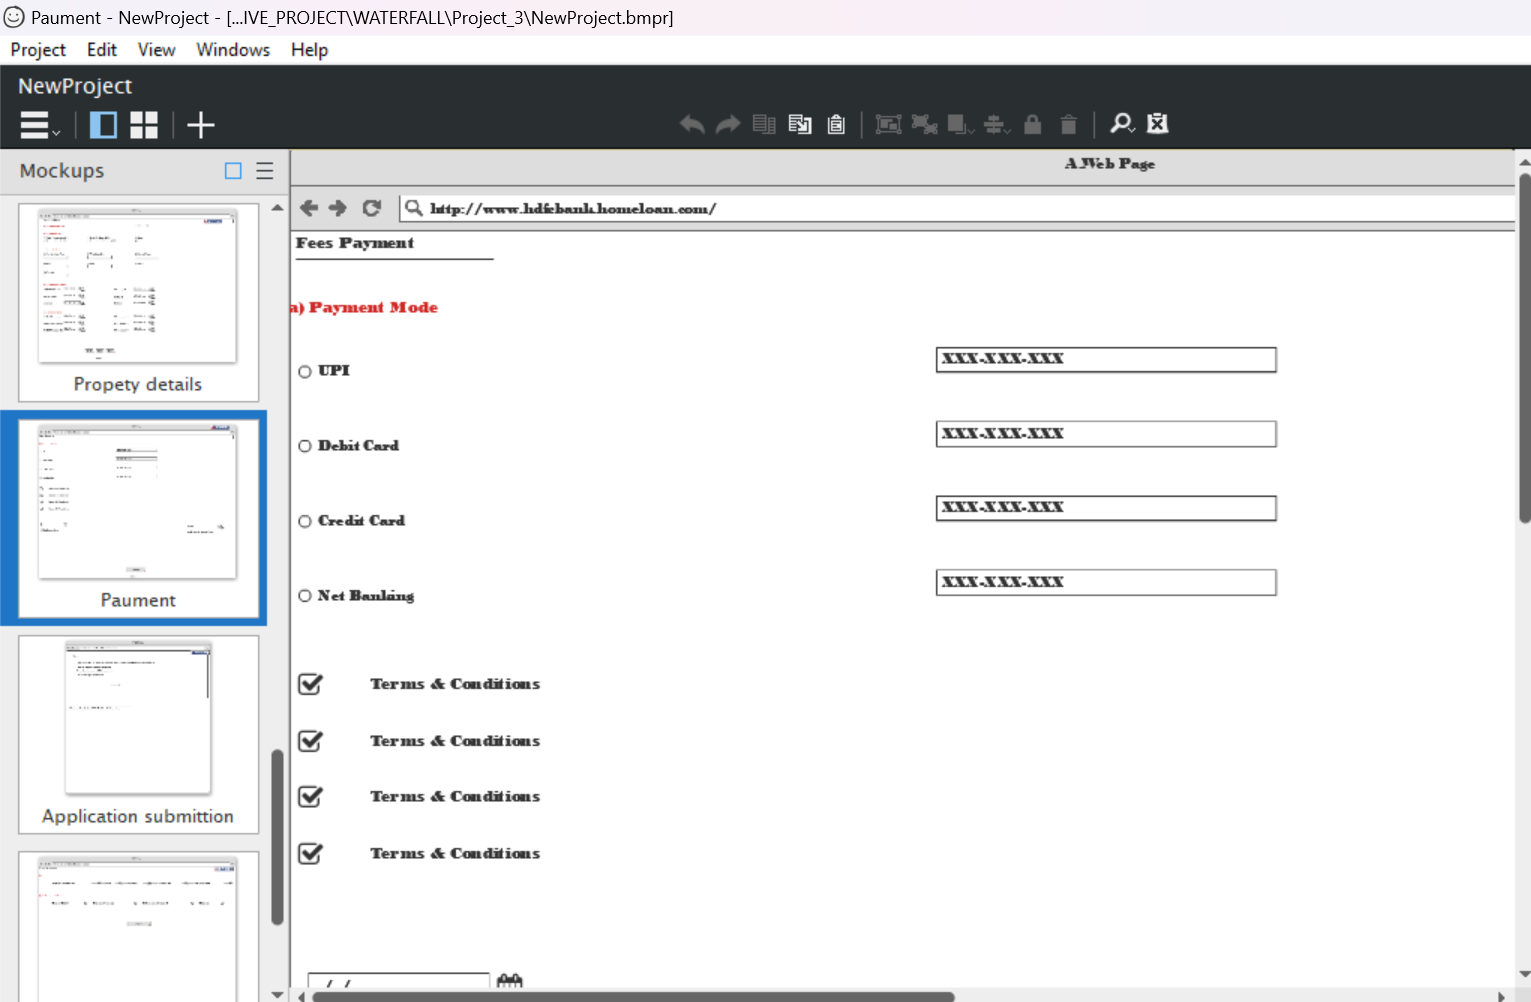 Paument - NewProject - [...IVE_PROJECT\WATERFALL\Project_3\NewProject.bmpr]
Project Edit View Windows Help
NewProject
Mockups
Propety details
Paument
Application submittion
A Web Page
http://www.hdfcbank.homeloan.com/
Fees Payment
a) Payment Mode
UPI
XXX-XXX-XXX
Debit Card
XXX-XXX-XXX
Credit Card
XXX-XXX-XXX
Net Banking
XXX-XXX-XXX
Terms & Conditions
Terms & Conditions
Terms & Conditions
Terms & Conditions
/ /